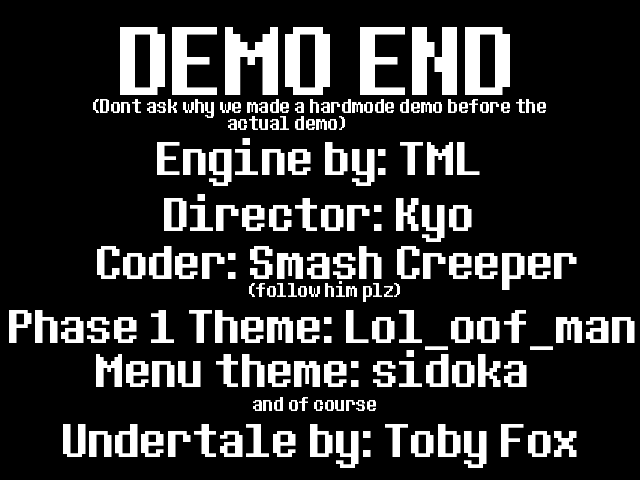 DEMO END
(Dont ask why we made a hardmode demo before the
actual demo)
Engine by: TML
Director: Kyo
Coder: Smash Creeper
(follow him plz)
Phase 1 Theme: Lol_oof_man
Menu theme: sidoka
and of course
Undertale by: Toby Fox